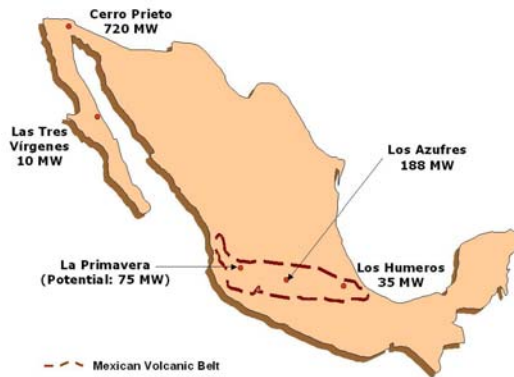 Cerro Prieto
720 MW
Las Tres
Vírgenes
10 MW
Los Azufres
188 MW
La Primavera
(Potential: 75 MW)
Los Humeros
35 MW
Mexican Volcanic Belt